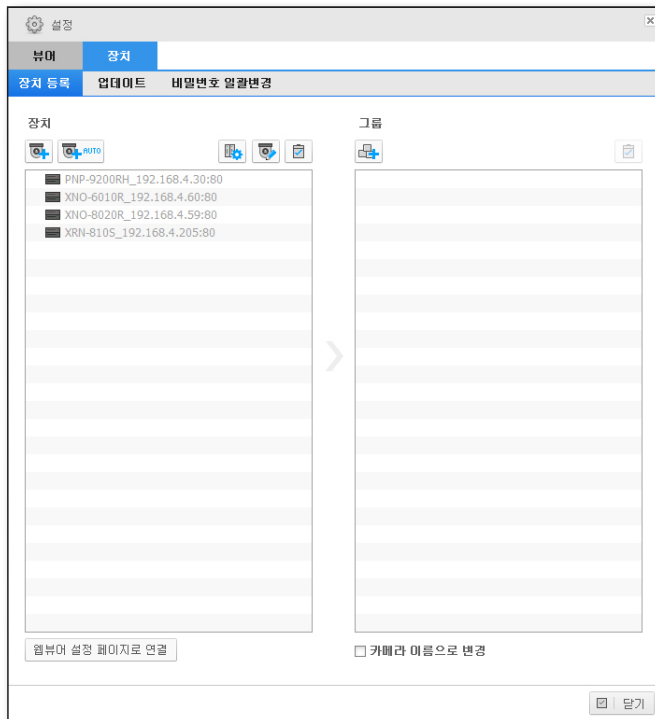 설정
뷰어
장치
장치 등록
업데이트
비밀번호 일괄변경
장치
그룹
AUTO
PNP-9200RH_192.168.4.30:80
XNO-6010R_192.168.4.60:80
XNO-8020R_192.168.4.59:80
XRN-810S_192.168.4.205:80
웹뷰어 설정 페이지로 연결
카메라 이름으로 변경
닫기